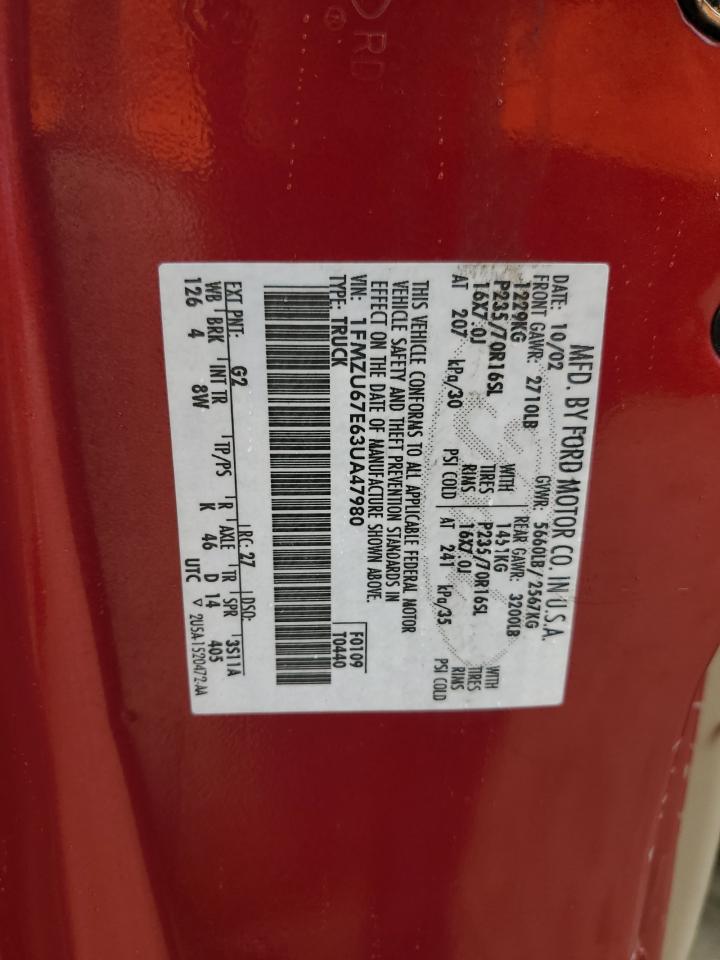 MFD. BY FORD MOTOR CO. IN U.S.A.
DATE: 10/02 GVWR: 5660LB/ 2567KG
FRONT GAWR: 2710LB REAR GAWR: 3200LB
1229KG WITH 1451KG WITH
P235/70R16SL TIRES P235/70R16SL TIRES
16X7.0J RIMS 16X7.0J RIMS
AT 207 kPa/30 PSI COLD AT 241 kPa/35 PSI COLD
THIS VEHICLE CONFORMS TO ALL APPLICABLE FEDERAL MOTOR
VEHICLE SAFETY AND THEFT PREVENTION STANDARDS IN
EFFECT ON THE DATE OF MANUFACTURE SHOWN ABOVE.
VIN: 1FMZU67E63UA47980 F0109
TYPE: TRUCK T0440
EXT PNT: G2 RC: 27 DSO: 3S11A
WB BRK INT TR TP/PS R AXLE TR SPR
126 4 8W K 46 D 14 405
UTC 2U5A1520472-AA